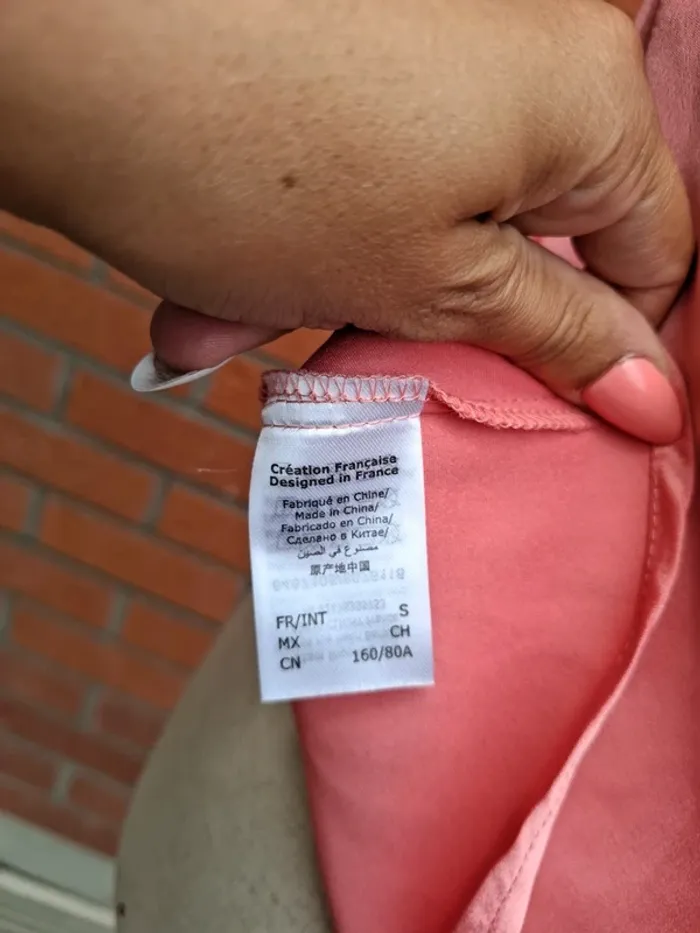 Création Française
Designed in France
Fabriqué en Chine/
Made in China/
Fabricado en China/
Сделано в Китае/
مصنوع في الصين
原产地中国
FR/INT S
MX CH
CN 160/80A